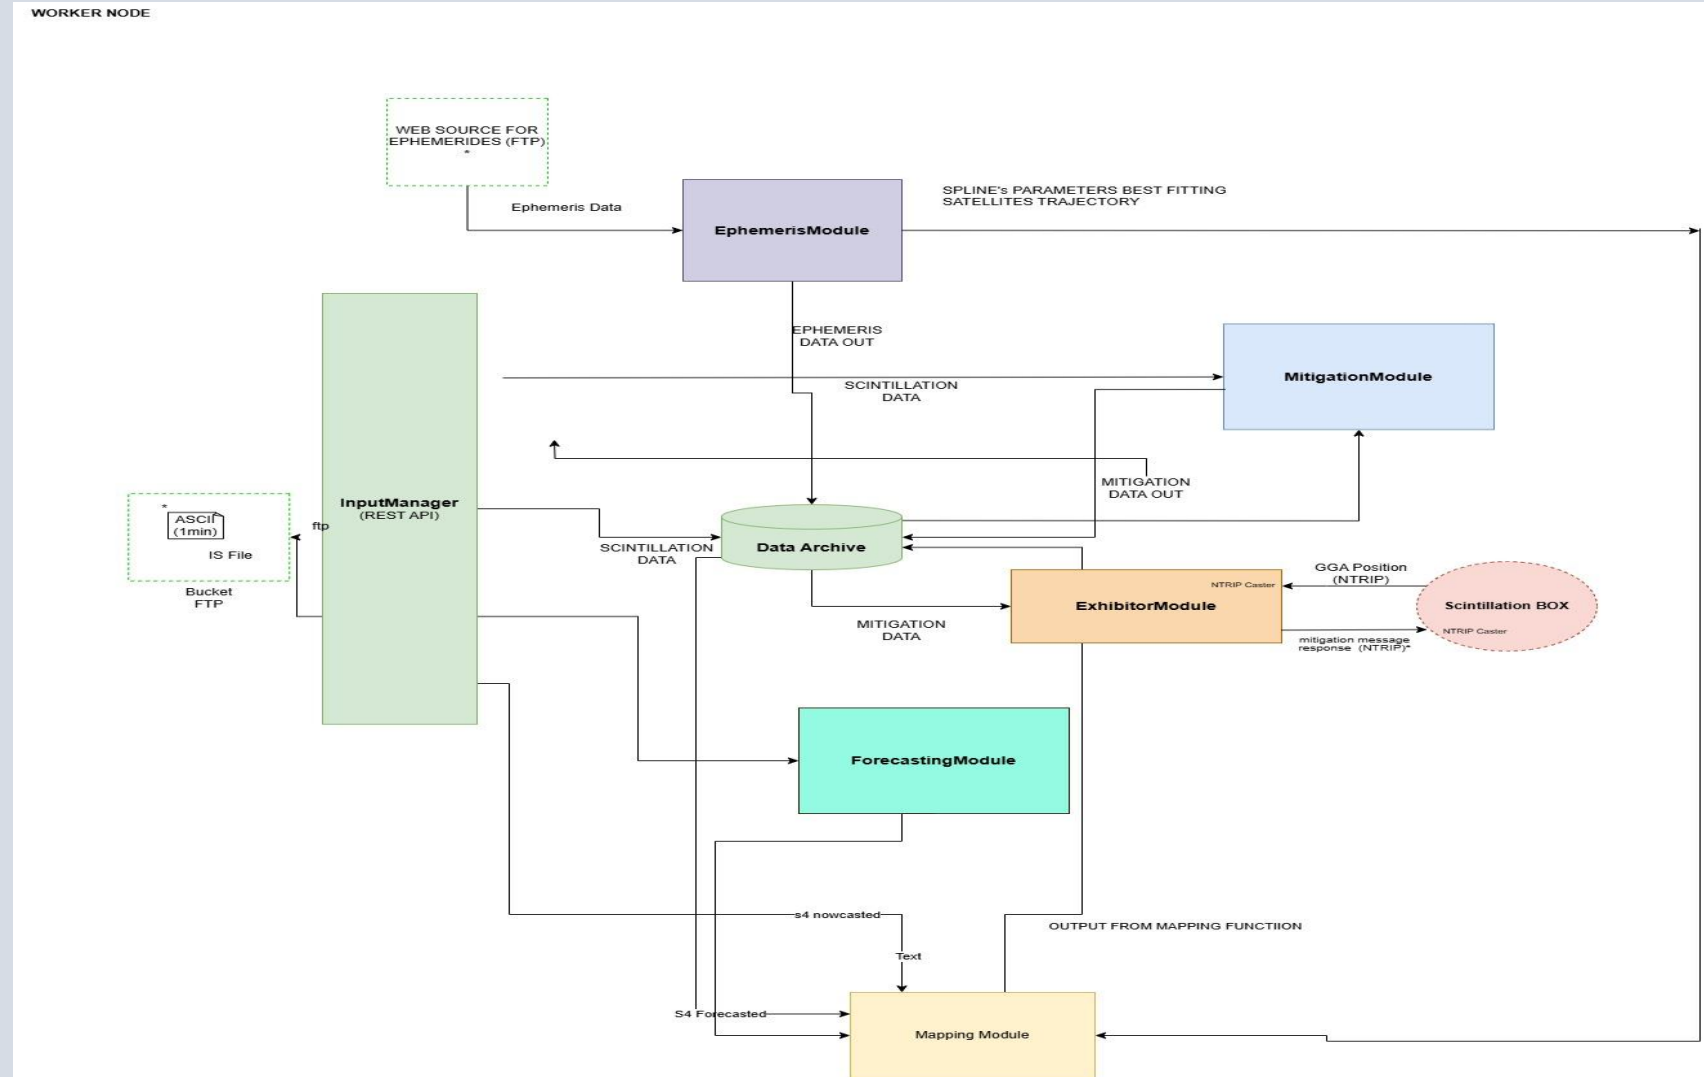 WORKER NODE
WEB SOURCE FOR
EPHEMERIDES (FTP)
*
Ephemeris Data
EphemerisModule
SPLINE's PARAMETERS BEST FITTING
SATELLITES TRAJECTORY
EPHEMERIS
DATA OUT
SCINTILLATION
DATA
MitigationModule
MITIGATION
DATA OUT
InputManager
(REST API)
*
ASCII
(1min)
IS File
ftp
Bucket
FTP
SCINTILLATION
DATA
Data Archive
MITIGATION
DATA
NTRIP Caster
ExhibitorModule
GGA Position
(NTRIP)
Scintillation BOX
NTRIP Caster
mitigation message
response (NTRIP)*
ForecastingModule
s4 nowcasted
OUTPUT FROM MAPPING FUNCTIION
Text
S4 Forecasted
Mapping Module